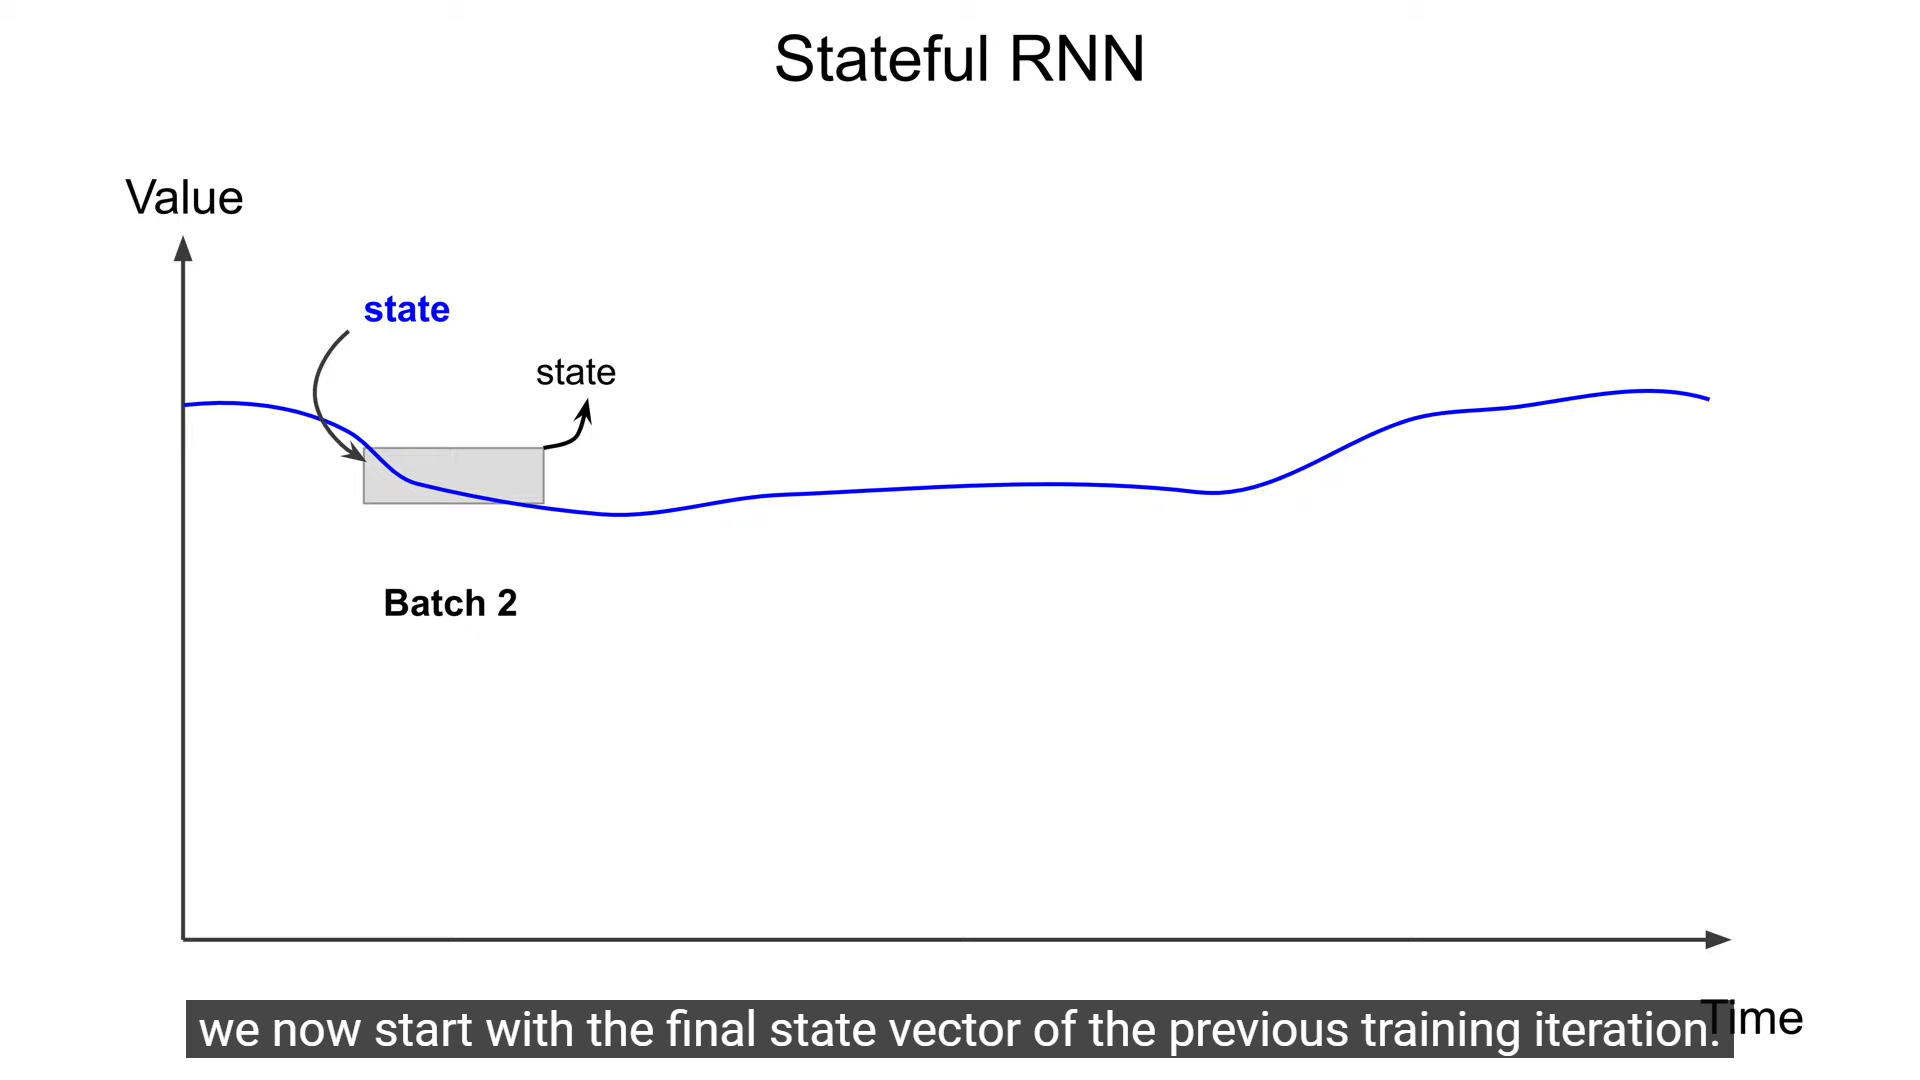 Stateful RNN
Value
state
state
Batch 2
Time
we now start with the final state vector of the previous training iteration.